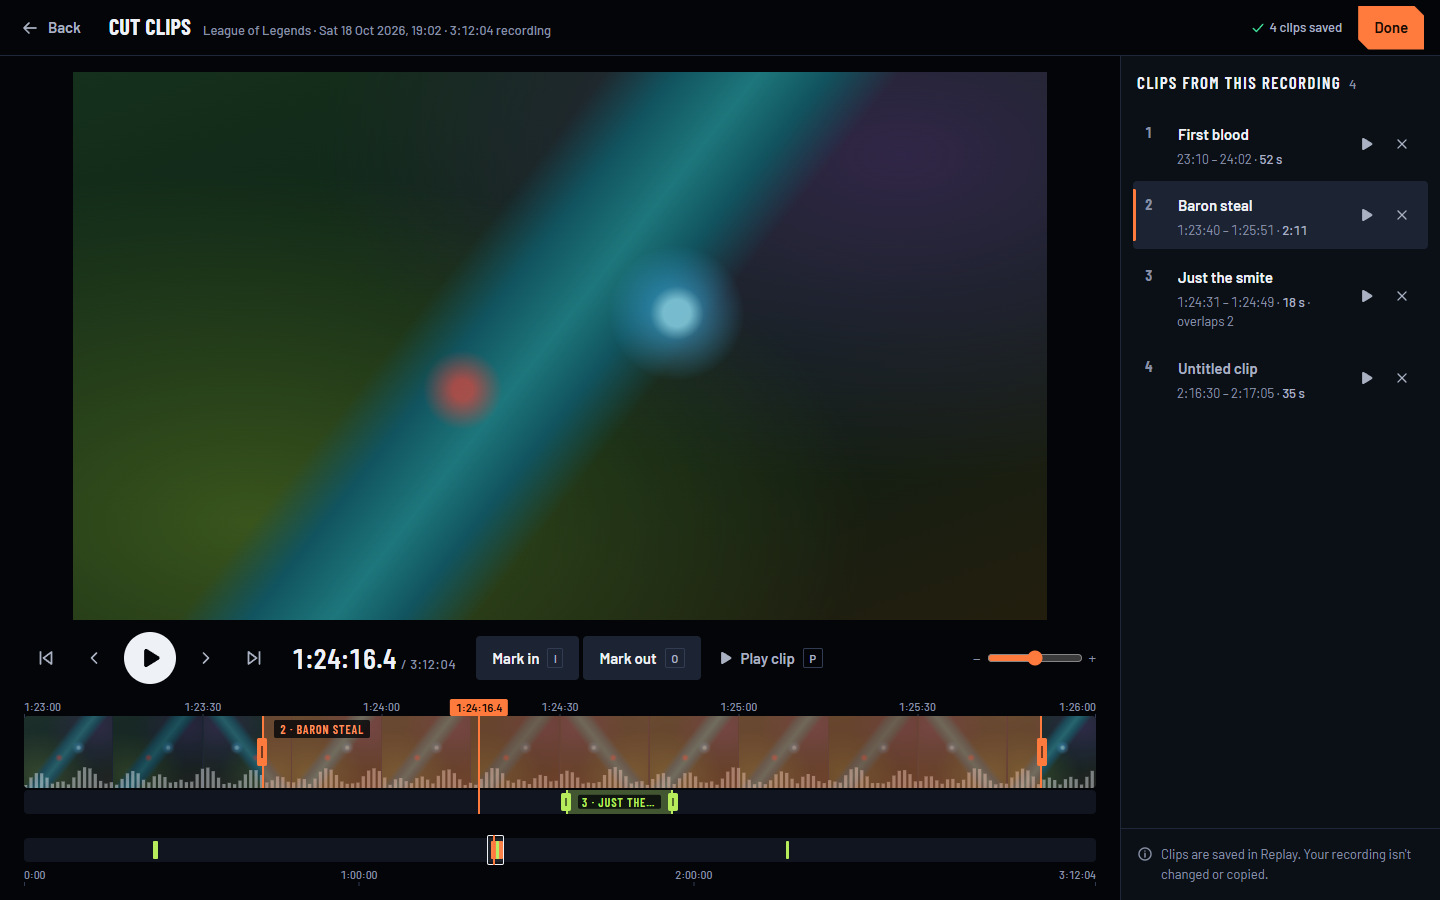 Back
CUT CLIPS
League of Legends · Sat 18 Oct 2026, 19:02 · 3:12:04 recording
4 clips saved
Done
CLIPS FROM THIS RECORDING 4
1
First blood
23:10 – 24:02 · 52 s
2
Baron steal
1:23:40 – 1:25:51 · 2:11
3
Just the smite
1:24:31 – 1:24:49 · 18 s ·
overlaps 2
4
Untitled clip
2:16:30 – 2:17:05 · 35 s
1:24:16.4 / 3:12:04
Mark in I
Mark out O
Play clip P
– +
1:23:00 1:23:30 1:24:00 1:24:16.4 1:24:30 1:25:00 1:25:30 1:26:00
2 · BARON STEAL
3 · JUST THE...
0:00 1:00:00 2:00:00 3:12:04
Clips are saved in Replay. Your recording isn't
changed or copied.